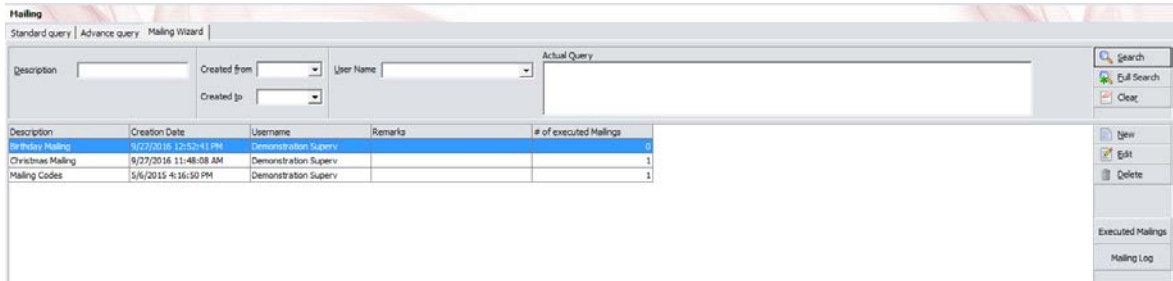 Mailing
Standard query Advance query Mailing Wizard
Description Created from User Name Actual Query Search
Full Search
Created to Clear
Description Creation Date Username Remarks # of executed Mailings New
Birthday Mailing 9/27/2016 12:52:41 PM Demonstration Superv 0
Christmas Mailing 9/27/2016 11:48:08 AM Demonstration Superv 1 Edit
Mailing Codes 5/6/2015 4:16:50 PM Demonstration Superv 1 Delete
Executed Mailings
Mailing Log